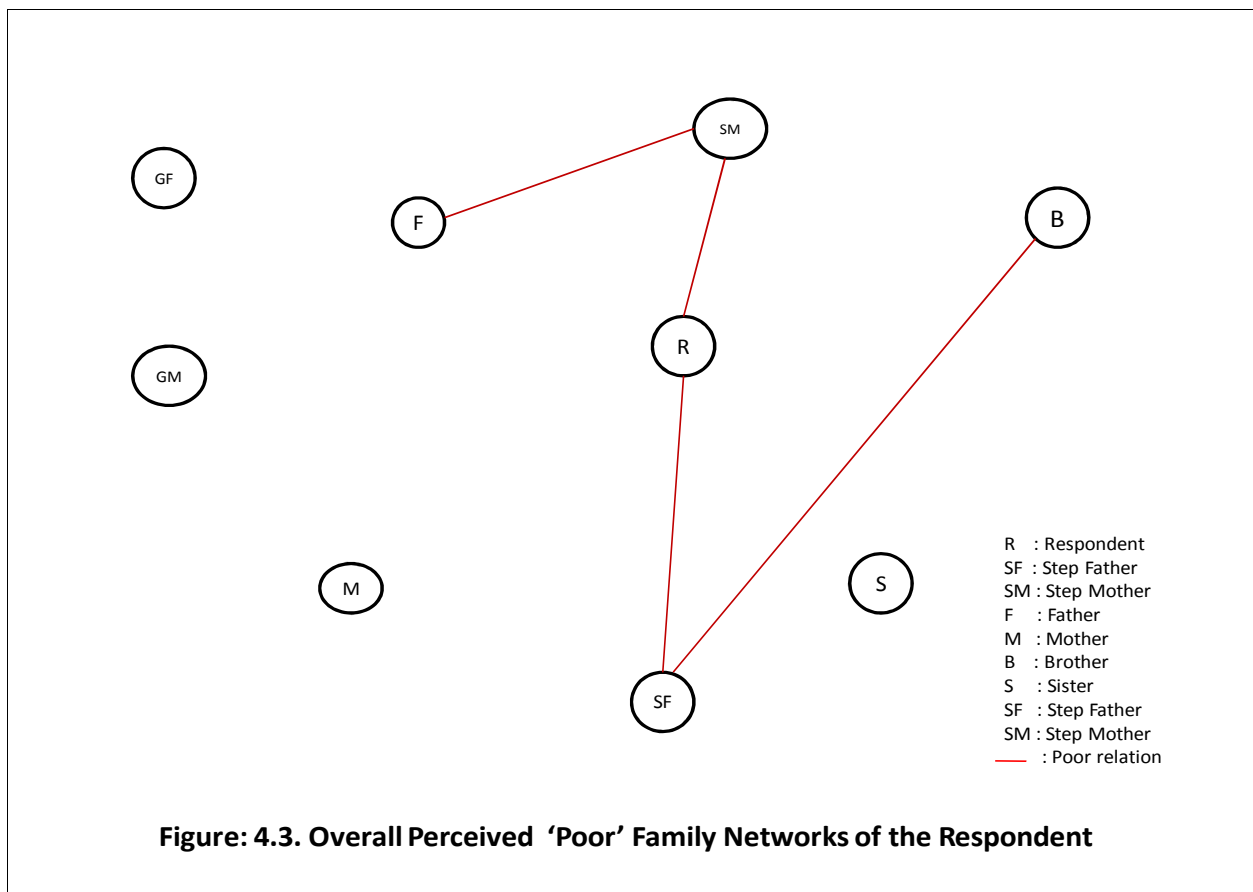 SM
GF
F
B
R
GM
M
S
SF
R : Respondent
SF : Step Father
SM : Step Mother
F : Father
M : Mother
B : Brother
S : Sister
SF : Step Father
SM : Step Mother
: Poor relation
Figure: 4.3. Overall Perceived ‘Poor’ Family Networks of the Respondent